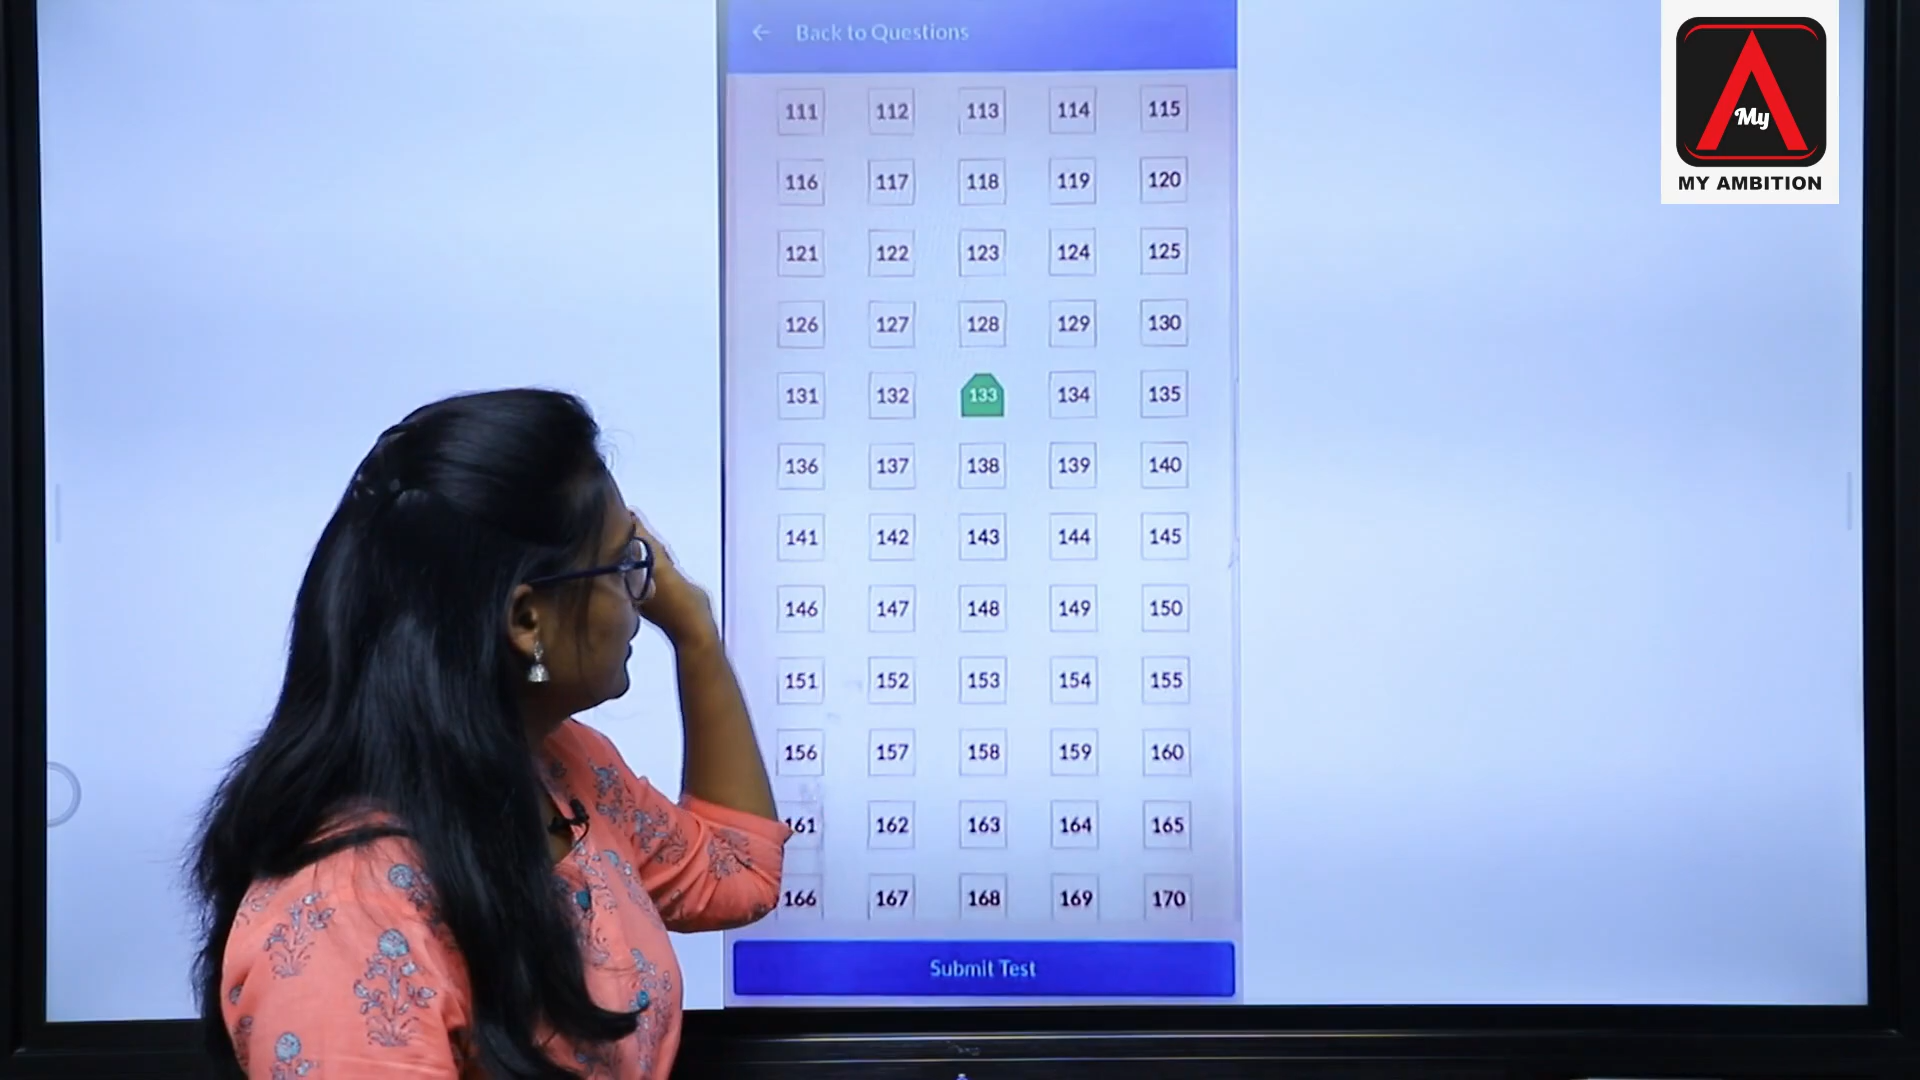 Back to Questions
111 112 113 114 115
116 117 118 119 120
121 122 123 124 125
126 127 128 129 130
131 132 133 134 135
136 137 138 139 140
141 142 143 144 145
146 147 148 149 150
151 152 153 154 155
156 157 158 159 160
161 162 163 164 165
166 167 168 169 170
Submit Test
My
MY AMBITION